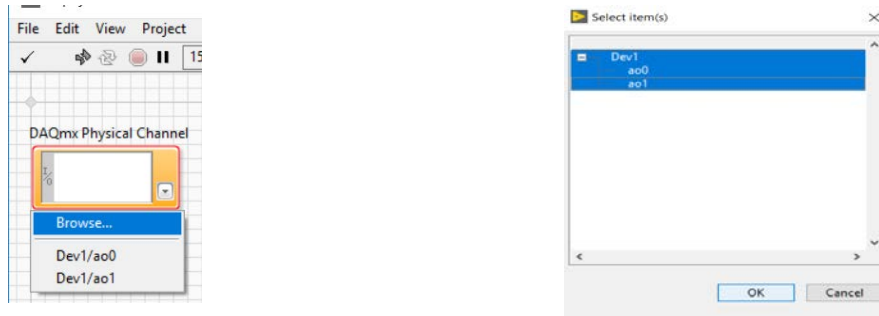 File Edit View Project
15
DAQmx Physical Channel
I/O
Browse...
Dev1/ao0
Dev1/ao1
Select item(s)
Dev1
ao0
ao1
OK Cancel